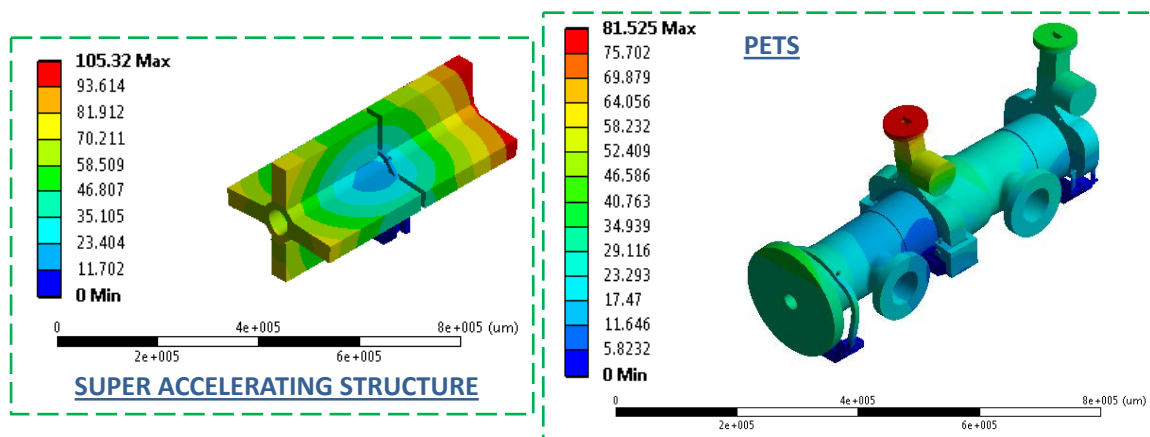 105.32 Max
93.614
81.912
70.211
58.509
46.807
35.105
23.404
11.702
0 Min
0 4e+005 8e+005 (um)
2e+005 6e+005
SUPER ACCELERATING STRUCTURE
81.525 Max
75.702
69.879
64.056
58.232
52.409
46.586
40.763
34.939
29.116
23.293
17.47
11.646
5.8232
0 Min
PETS
0 4e+005 8e+005 (um)
2e+005 6e+005